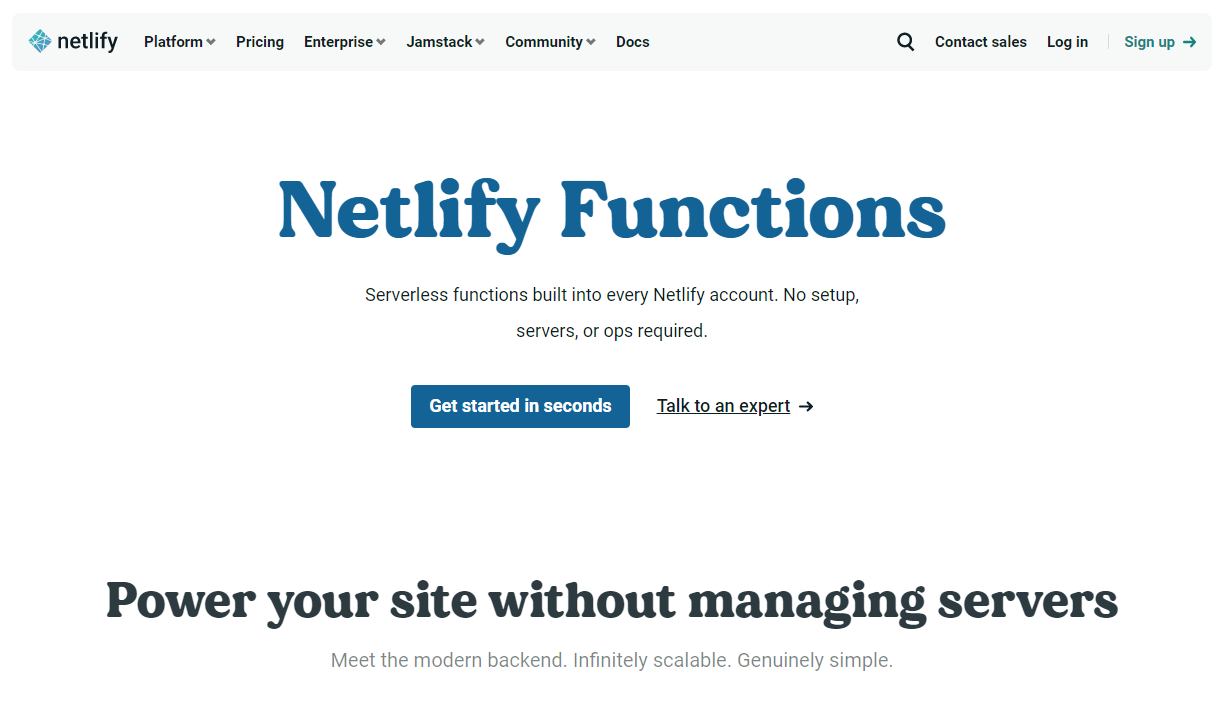 netlify Platform Pricing Enterprise Jamstack Community Docs Contact sales Log in Sign up
Netlify Functions
Serverless functions built into every Netlify account. No setup,
servers, or ops required.
Get started in seconds Talk to an expert
Power your site without managing servers
Meet the modern backend. Infinitely scalable. Genuinely simple.